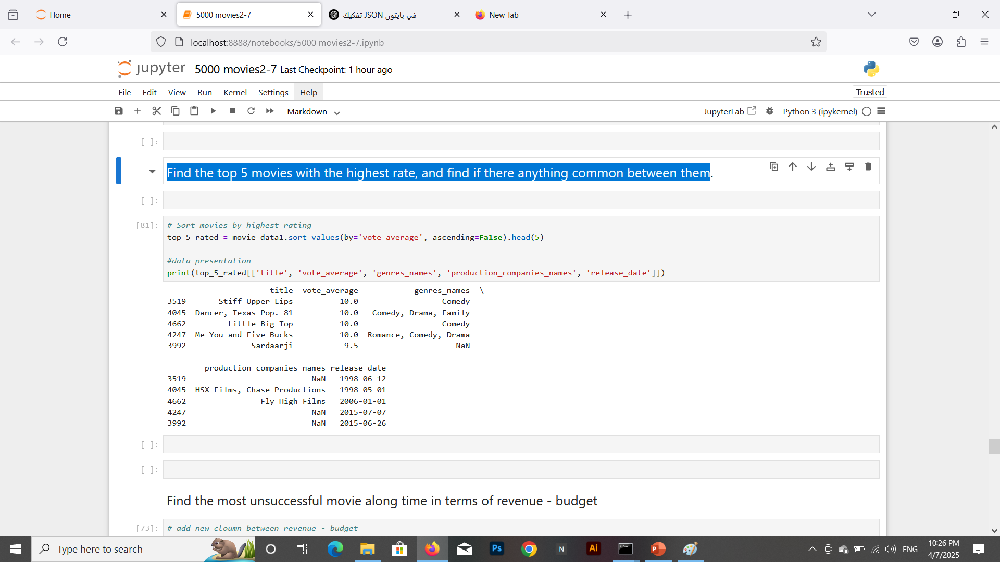 Home
5000 movies2-7
تفكيك JSON في بايثون
New Tab
localhost:8888/notebooks/5000 movies2-7.ipynb
jupyter 5000 movies2-7 Last Checkpoint: 1 hour ago
File Edit View Run Kernel Settings Help Trusted
Markdown JupyterLab Python 3 (ipykernel)
[ ]:
Find the top 5 movies with the highest rate, and find if there anything common between them.
[ ]:
[81]: # Sort movies by highest rating
top_5_rated = movie_data1.sort_values(by='vote_average', ascending=False).head(5)
#data presentation
print(top_5_rated[['title', 'vote_average', 'genres_names', 'production_companies_names', 'release_date']])
title vote_average genres_names \
3519 Stiff Upper Lips 10.0 Comedy
4045 Dancer, Texas Pop. 81 10.0 Comedy, Drama, Family
4662 Little Big Top 10.0 Comedy
4247 Me You and Five Bucks 10.0 Romance, Comedy, Drama
3992 Sardaarji 9.5 NaN
production_companies_names release_date
3519 NaN 1998-06-12
4045 HSX Films, Chase Productions 1998-05-01
4662 Fly High Films 2006-01-01
4247 NaN 2015-07-07
3992 NaN 2015-06-26
[ ]:
[ ]:
Find the most unsuccessful movie along time in terms of revenue - budget
[73]: # add new cloumn between revenue - budget
Type here to search
Ps
N
Ai
P
ENG
10:26 PM
4/7/2025